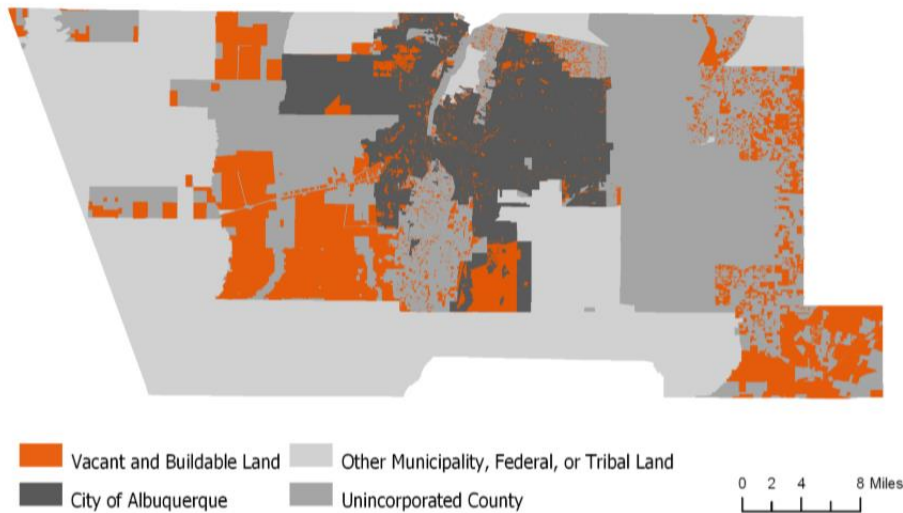 Vacant and Buildable Land
Other Municipality, Federal, or Tribal Land
City of Albuquerque
Unincorporated County
0 2 4 8 Miles